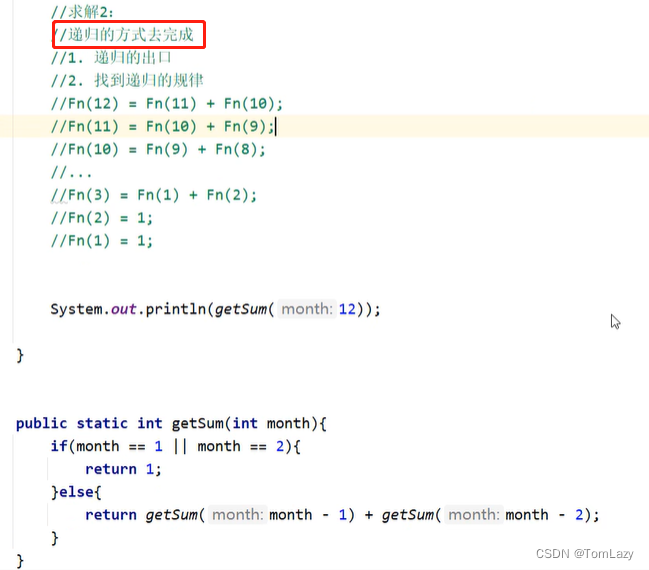 //求解2：
//递归的方式去完成
//1. 递归的出口
//2. 找到递归的规律
//Fn(12) = Fn(11) + Fn(10);
//Fn(11) = Fn(10) + Fn(9);
//Fn(10) = Fn(9) + Fn(8);
//...
//Fn(3) = Fn(1) + Fn(2);
//Fn(2) = 1;
//Fn(1) = 1;
System.out.println(getSum( month: 12));
}
public static int getSum(int month){
if(month == 1 || month == 2){
return 1;
}else{
return getSum( month: month - 1) + getSum( month: month - 2);
}
}
CSDN @TomLazy